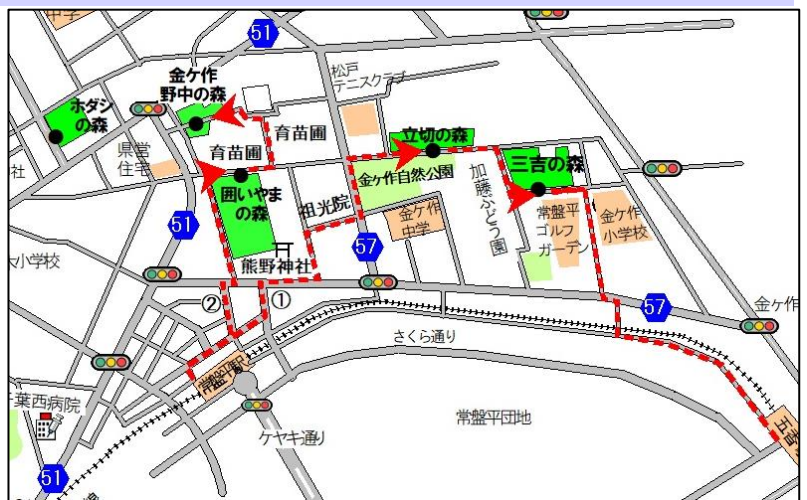 中学
51
金ケ作
野中の森
松戸
テニスクラブ
ホダシ
の森
県営
住宅
社
育苗圃
育苗圃
囲いやま
の森
立切の森
金ケ作自然公園
三吉の森
祖光院
加藤ぶどう園
金ケ作
中学
常盤平
ゴルフ
ガーデン
金ケ作
小学校
51
57
熊野神社
小学校
②
①
57
金ケ作
さくら通り
常盤平駅
千葉西病院
常盤平団地
ケヤキ通り
五香
51